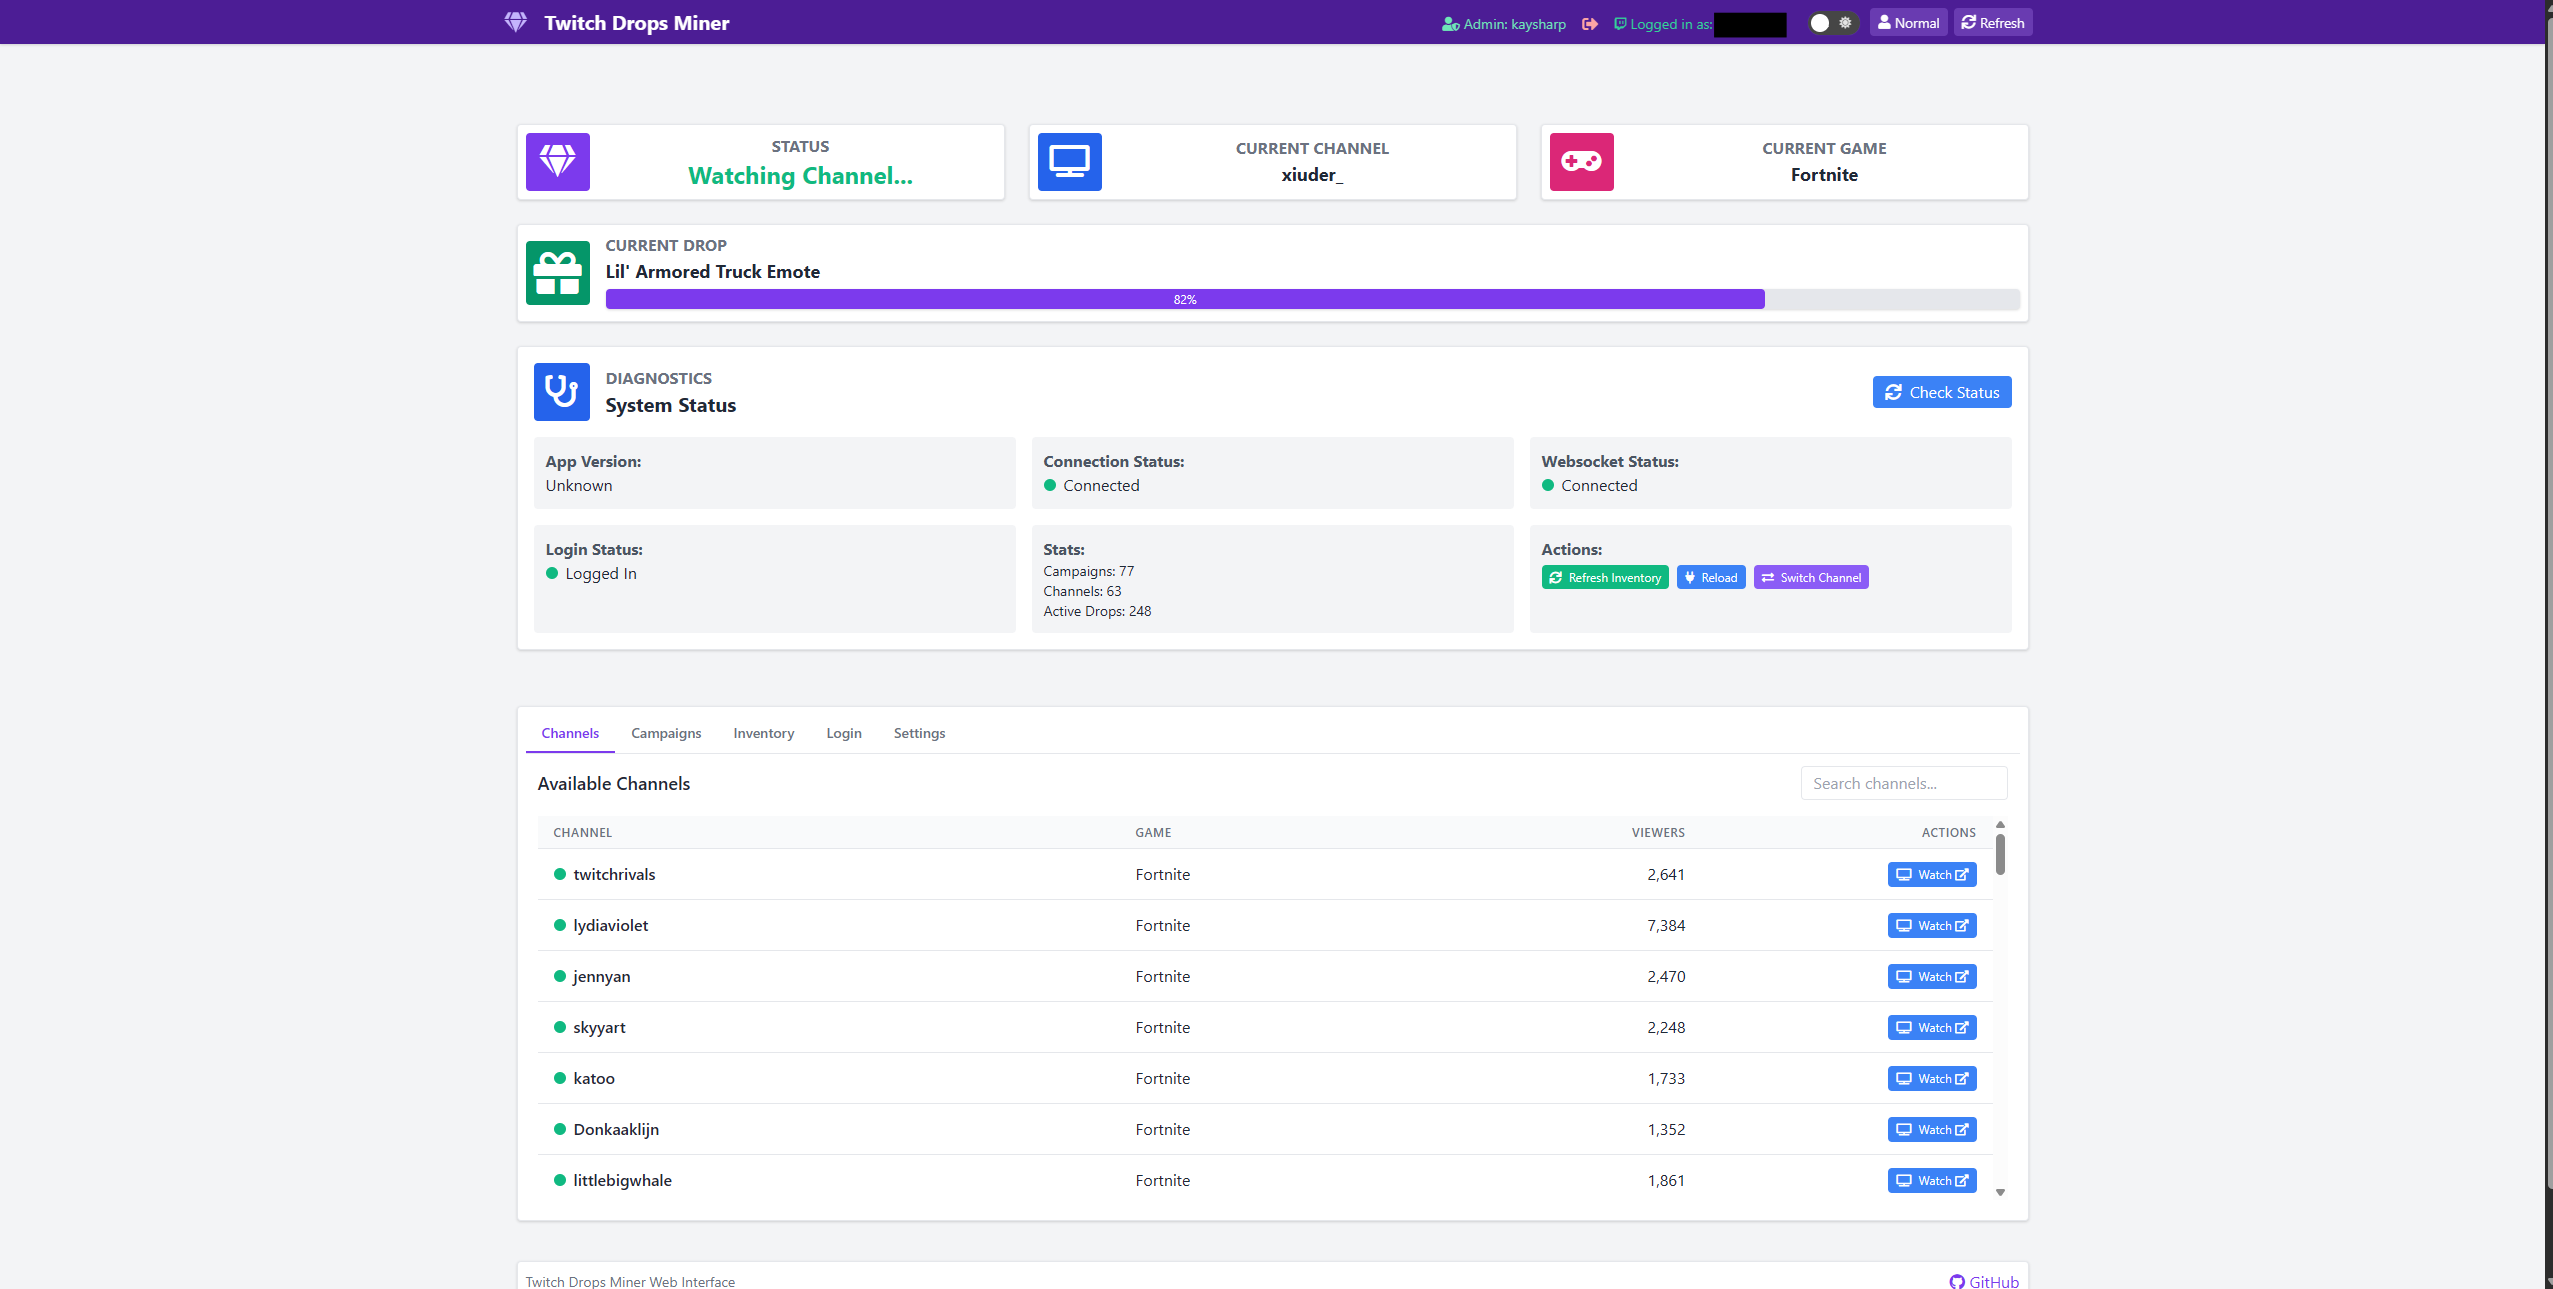 Twitch Drops Miner
Admin: kaysharp
Logged in as:
Normal
Refresh
STATUS
Watching Channel...
CURRENT CHANNEL
xiuder_
CURRENT GAME
Fortnite
CURRENT DROP
Lil' Armored Truck Emote
82%
DIAGNOSTICS
System Status
Check Status
App Version:
Unknown
Connection Status:
Connected
Websocket Status:
Connected
Login Status:
Logged In
Stats:
Campaigns: 77
Channels: 63
Active Drops: 248
Actions:
Refresh Inventory Reload Switch Channel
Channels Campaigns Inventory Login Settings
Available Channels
Search channels...
CHANNEL GAME VIEWERS ACTIONS
twitchrivals Fortnite 2,641 Watch
lydiaviolet Fortnite 7,384 Watch
jennyan Fortnite 2,470 Watch
skyyart Fortnite 2,248 Watch
katoo Fortnite 1,733 Watch
Donkaaklijn Fortnite 1,352 Watch
littlebigwhale Fortnite 1,861 Watch
Twitch Drops Miner Web Interface
GitHub